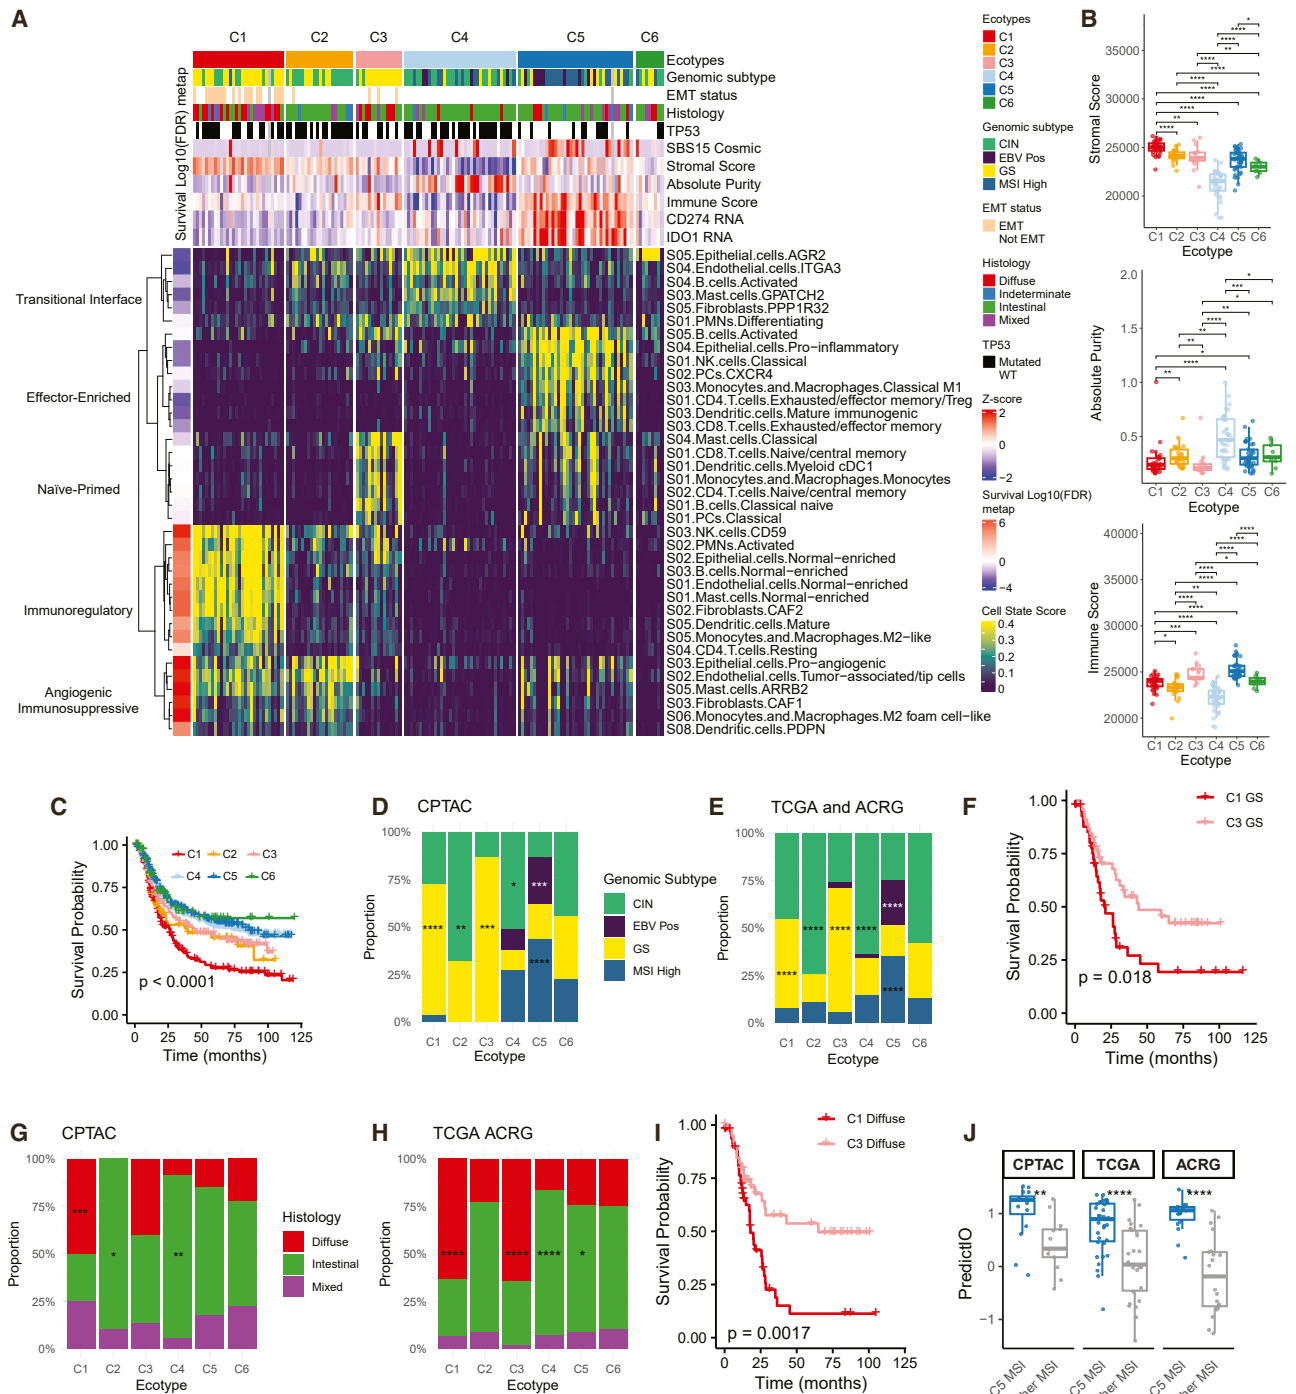 A
C1 C2 C3 C4 C5 C6
Survival Log10(FDR) metap
Ecotypes
Genomic subtype
EMT status
Histology
TP53
SBS15 Cosmic
Stromal Score
Absolute Purity
Immune Score
CD274 RNA
IDO1 RNA
S05.Epithelial.cells.AGR2
S04.Endothelial.cells.ITGA3
S04.B.cells.Activated
S03.Mast.cells.GPATCH2
S05.Fibroblasts.PPP1R32
S01.PMNs.Differentiating
S05.B.cells.Activated
S04.Epithelial.cells.Pro−inflammatory
S01.NK.cells.Classical
S02.PCs.CXCR4
S03.Monocytes.and.Macrophages.Classical M1
S01.CD4.T.cells.Exhausted/effector memory/Treg
S03.Dendritic.cells.Mature immunogenic
S03.CD8.T.cells.Exhausted/effector memory
S04.Mast.cells.Classical
S01.CD8.T.cells.Naive/central memory
S01.Dendritic.cells.Myeloid cDC1
S01.Monocytes.and.Macrophages.Monocytes
S02.CD4.T.cells.Naive/central memory
S01.B.cells.Classical naive
S01.PCs.Classical
S03.NK.cells.CD59
S02.PMNs.Activated
S02.Epithelial.cells.Normal−enriched
S03.B.cells.Normal−enriched
S01.Endothelial.cells.Normal−enriched
S01.Mast.cells.Normal−enriched
S02.Fibroblasts.CAF2
S05.Dendritic.cells.Mature
S05.Monocytes.and.Macrophages.M2−like
S04.CD4.T.cells.Resting
S03.Epithelial.cells.Pro−angiogenic
S02.Endothelial.cells.Tumor−associated/tip cells
S05.Mast.cells.ARRB2
S03.Fibroblasts.CAF1
S06.Monocytes.and.Macrophages.M2 foam cell−like
S08.Dendritic.cells.PDPN
Transitional Interface
Effector-Enriched
Naïve-Primed
Immunoregulatory
Angiogenic
Immunosuppressive
Ecotypes
C1
C2
C3
C4
C5
C6
Genomic subtype
CIN
EBV Pos
GS
MSI High
EMT status
EMT
Not EMT
Histology
Diffuse
Indeterminate
Intestinal
Mixed
TP53
Mutated
WT
Z-score
2
0
−2
Survival Log10(FDR)
metap
6
0
−4
Cell State Score
0.4
0.3
0.2
0.1
0
B
Stromal Score
35000
30000
25000
20000
* **** **** ** **** **** **** **** **** **** ** ****
C1 C2 C3 C4 C5 C6
Ecotype
Absolute Purity
2.0
1.5
1.0
0.5
* *** * ** **** ** ** * **** **
C1 C2 C3 C4 C5 C6
Ecotype
Immune Score
40000
35000
30000
25000
20000
**** **** **** * **** **** ** **** **** **** *** *
C1 C2 C3 C4 C5 C6
Ecotype
C
Survival Probability
1.00
0.75
0.50
0.25
0.00
C1 C2 C3
C4 C5 C6
p < 0.0001
0 25 50 75 100 125
Time (months)
D
CPTAC
Proportion
100%
75%
50%
25%
0%
**** ** *** * *** ****
C1 C2 C3 C4 C5 C6
Ecotype
Genomic Subtype
CIN
EBV Pos
GS
MSI High
E
TCGA and ACRG
Proportion
100%
75%
50%
25%
0%
**** **** **** **** **** ****
C1 C2 C3 C4 C5 C6
Ecotype
F
C1 GS
C3 GS
Survival Probability
1.00
0.75
0.50
0.25
0.00
p = 0.018
0 25 50 75 100 125
Time (months)
G
CPTAC
Proportion
100%
75%
50%
25%
0%
*** * **
C1 C2 C3 C4 C5 C6
Ecotype
Histology
Diffuse
Intestinal
Mixed
H
TCGA ACRG
Proportion
100%
75%
50%
25%
0%
**** **** **** *
C1 C2 C3 C4 C5 C6
Ecotype
I
C1 Diffuse
C3 Diffuse
Survival Probability
1.00
0.75
0.50
0.25
0.00
p = 0.0017
0 25 50 75 100 125
Time (months)
J
CPTAC TCGA ACRG
** **** ****
PredictIO
1
0
−1
C5 MSI
C5 MSI
C5 MSI